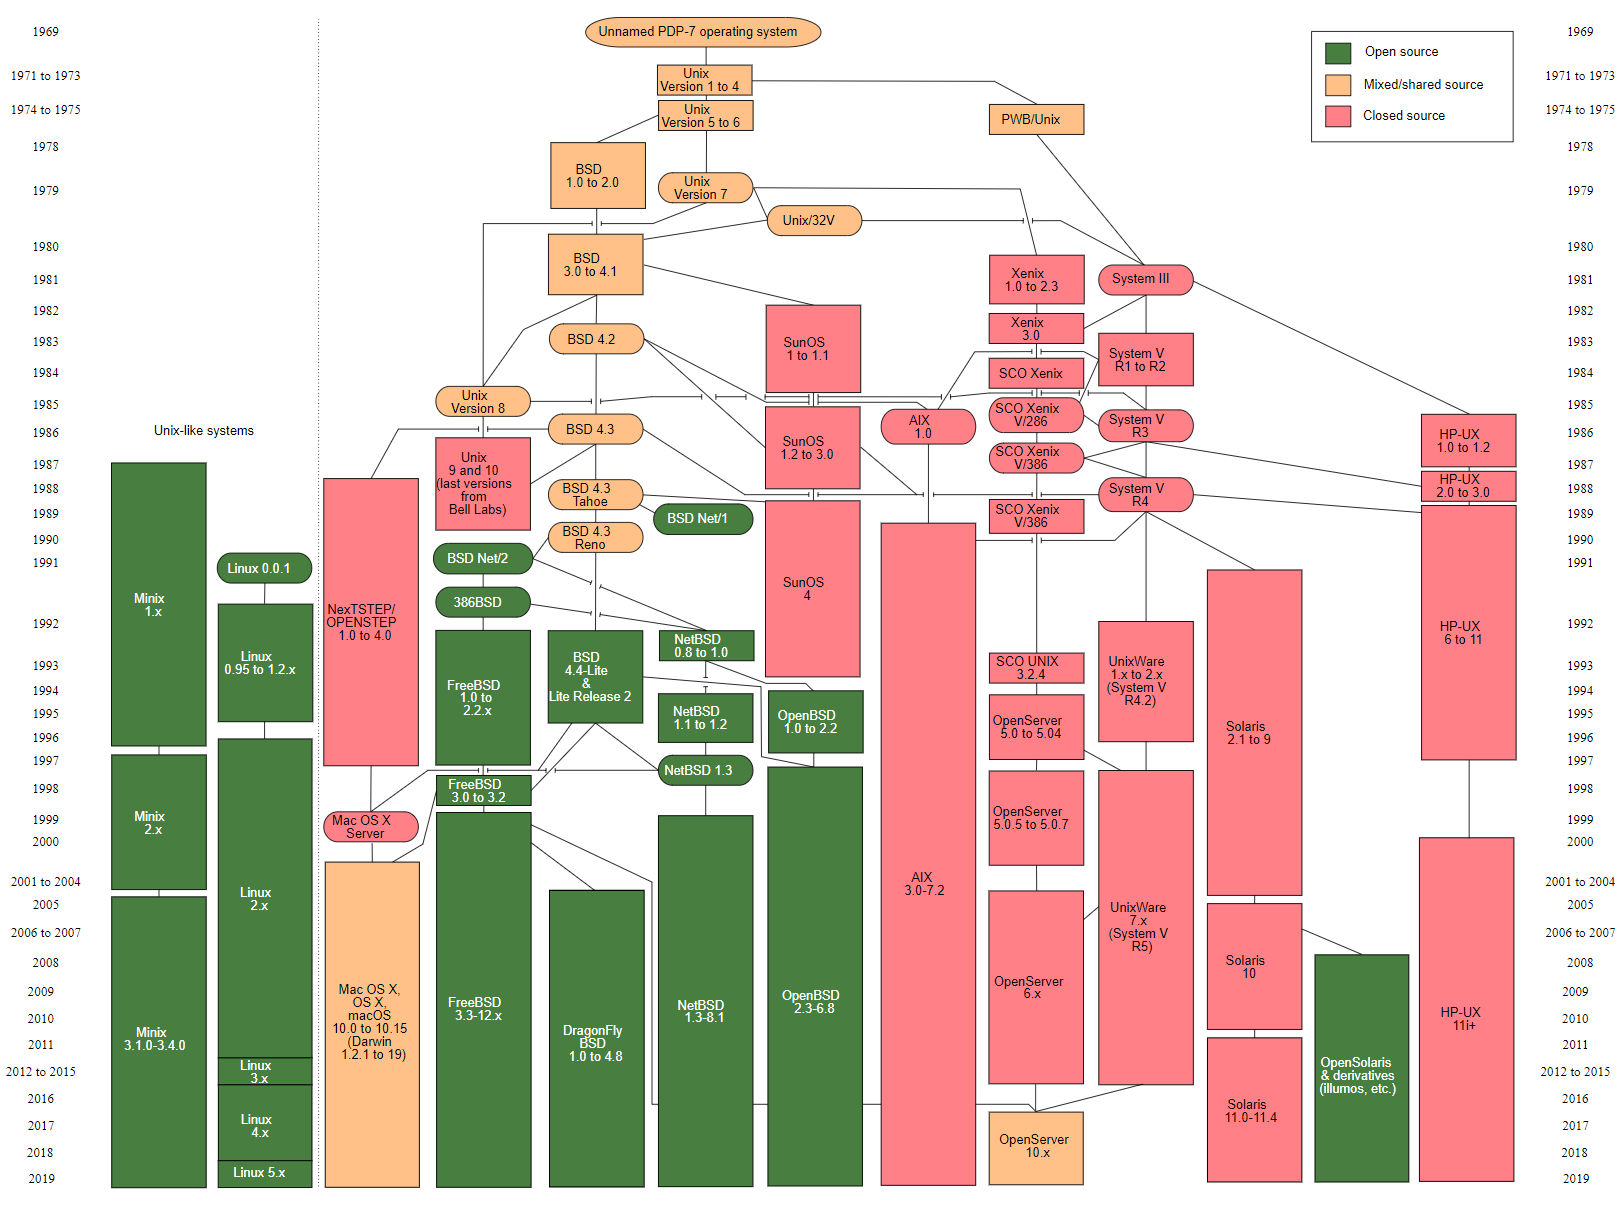 1969
Unnamed PDP-7 operating system
1969
Open source
Mixed/shared source
Closed source
1971 to 1973
Unix
Version 1 to 4
1971 to 1973
1974 to 1975
Unix
Version 5 to 6
PWB/Unix
1974 to 1975
1978
BSD
1.0 to 2.0
1978
1979
Unix
Version 7
Unix/32V
1979
1980
BSD
3.0 to 4.1
1980
1981
Xenix
1.0 to 2.3
System III
1981
1982
Xenix
3.0
1982
1983
BSD 4.2
SunOS
1 to 1.1
System V
R1 to R2
1983
1984
SCO Xenix
1984
1985
Unix
Version 8
SCO Xenix
V/286
1985
1986
Unix-like systems
BSD 4.3
SunOS
1.2 to 3.0
AIX
1.0
System V
R3
HP-UX
1.0 to 1.2
1986
1987
Unix
9 and 10
(last versions
from
Bell Labs)
SCO Xenix
V/386
1987
1988
BSD 4.3
Tahoe
System V
R4
HP-UX
2.0 to 3.0
1988
1989
BSD Net/1
SCO Xenix
V/386
1989
1990
BSD 4.3
Reno
1990
1991
Linux 0.0.1
BSD Net/2
1991
Minix
1.x
NexTSTEP/
OPENSTEP
1.0 to 4.0
386BSD
SunOS
4
1992
NetBSD
0.8 to 1.0
HP-UX
6 to 11
1992
1993
Linux
0.95 to 1.2.x
BSD
4.4-Lite
&
Lite Release 2
SCO UNIX
3.2.4
UnixWare
1.x to 2.x
(System V
R4.2)
1993
1994
FreeBSD
1.0 to
2.2.x
1994
1995
NetBSD
1.1 to 1.2
OpenBSD
1.0 to 2.2
OpenServer
5.0 to 5.04
Solaris
2.1 to 9
1995
1996
1996
1997
NetBSD 1.3
1997
1998
FreeBSD
3.0 to 3.2
1998
1999
Minix
2.x
Mac OS X
Server
OpenServer
5.0.5 to 5.0.7
1999
2000
2000
2001 to 2004
Linux
2.x
AIX
3.0-7.2
2001 to 2004
2005
2005
2006 to 2007
UnixWare
7.x
(System V
R5)
2006 to 2007
2008
Solaris
10
2008
2009
Mac OS X,
OS X,
macOS
10.0 to 10.15
(Darwin
1.2.1 to 19)
FreeBSD
3.3-12.x
NetBSD
1.3-8.1
OpenBSD
2.3-6.8
OpenServer
6.x
2009
2010
HP-UX
11i+
2010
2011
Minix
3.1.0-3.4.0
DragonFly
BSD
1.0 to 4.8
2011
2012 to 2015
Linux
3.x
OpenSolaris
& derivatives
(illumos, etc.)
2012 to 2015
2016
2016
2017
Linux
4.x
OpenServer
10.x
Solaris
11.0-11.4
2017
2018
2018
2019
Linux 5.x
2019